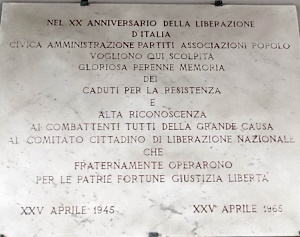 NEL XX ANNIVERSARIO DELLA LIBERAZIONE
D'ITALIA
CIVICA AMMINISTRAZIONE PARTITI ASSOCIAZIONI POPOLO
VOGLIONO QUI SCOLPITA
GLORIOSA PERENNE MEMORIA
DEI
CADUTI PER LA RESISTENZA
E
ALTA RICONOSCENZA
AI COMBATTENTI TUTTI DELLA GRANDE CAUSA
AL COMITATO CITTADINO DI LIBERAZIONE NAZIONALE
CHE
FRATERNAMENTE OPERARONO
PER LE PATRIE FORTUNE GIUSTIZIA LIBERTÀ
XXV APRILE 1945 XXV APRILE 1965